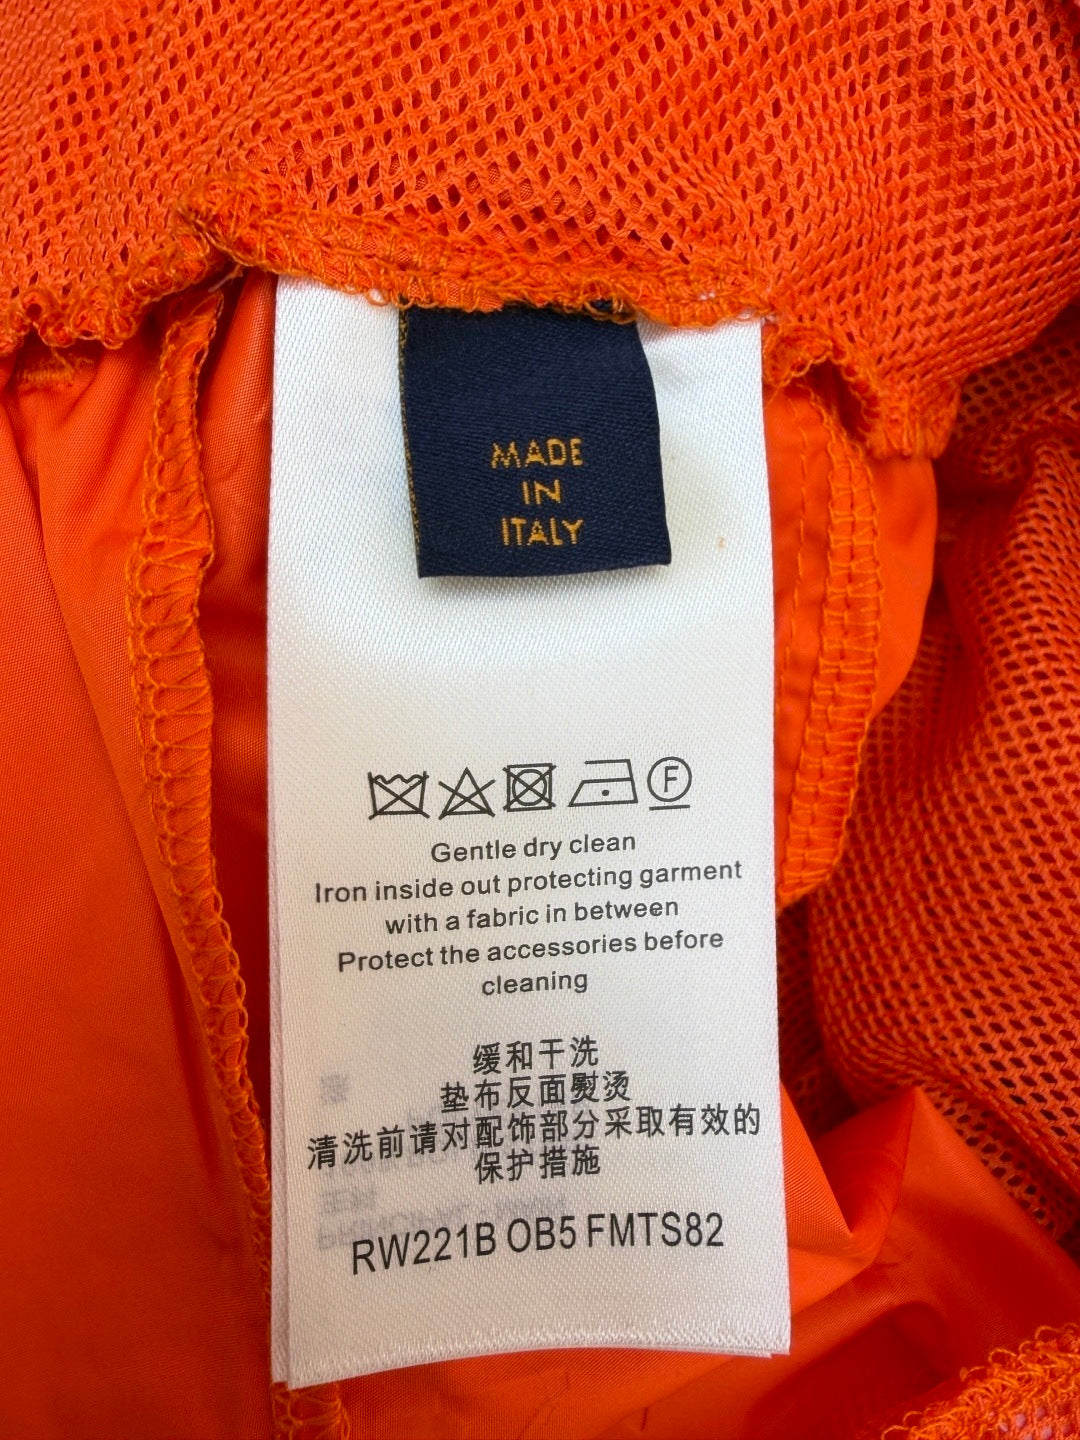 MADE
IN
ITALY
F
Gentle dry clean
Iron inside out protecting garment
with a fabric in between
Protect the accessories before
cleaning
缓和干洗
垫布反面熨烫
清洗前请对配饰部分采取有效的
保护措施
RW221B OB5 FMTS82